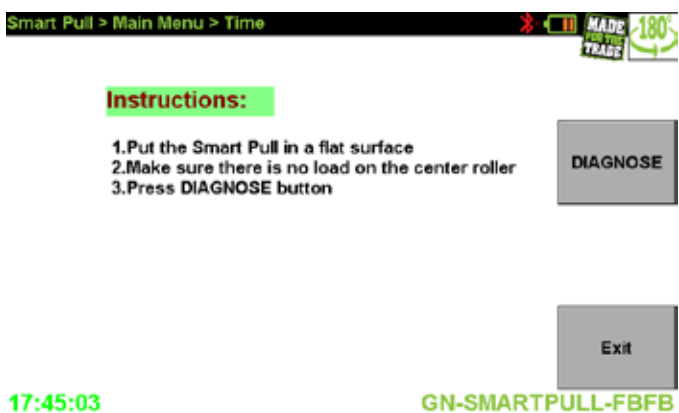 Smart Pull > Main Menu > Time
MADE
FOR THE
TRADE
180°
Instructions:
1.Put the Smart Pull in a flat surface
2.Make sure there is no load on the center roller
3.Press DIAGNOSE button
DIAGNOSE
Exit
17:45:03
GN-SMARTPULL-FBFB